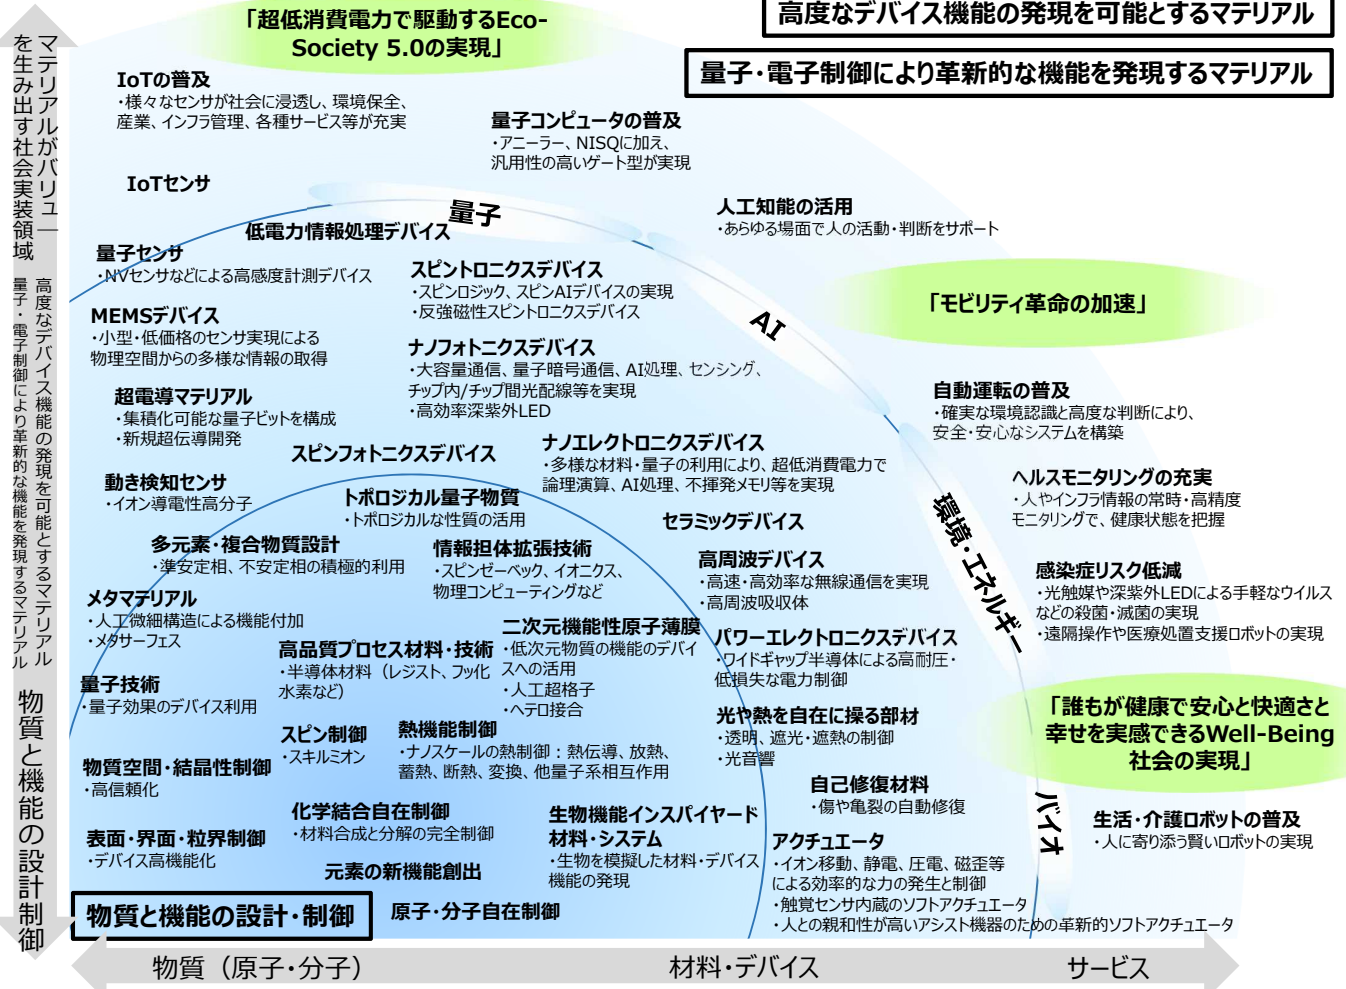 「超低消費電力で駆動するEco-
Society 5.0の実現」
高度なデバイス機能の発現を可能とするマテリアル
量子・電子制御により革新的な機能を発現するマテリアル
マテリアルがバリュー
を生み出す社会実装領域
高度なデバイス機能の発現を可能とするマテリアル
量子・電子制御により革新的な機能を発現するマテリアル
物質と機能の設計制御
IoTの普及
・様々なセンサが社会に浸透し、環境保全、
産業、インフラ管理、各種サービス等が充実
量子コンピュータの普及
・アニーラー、NISQに加え、
汎用性の高いゲート型が実現
IoTセンサ
量子
人工知能の活用
・あらゆる場面で人の活動・判断をサポート
低電力情報処理デバイス
量子センサ
・NVセンサなどによる高感度計測デバイス
スピントロニクスデバイス
・スピンロジック、スピンAIデバイスの実現
・反強磁性スピントロニクスデバイス
「モビリティ革命の加速」
AI
MEMSデバイス
・小型・低価格のセンサ実現による
物理空間からの多様な情報の取得
ナノフォトニクスデバイス
・大容量通信、量子暗号通信、AI処理、センシング、
チップ内/チップ間光配線等を実現
・高効率深紫外LED
超電導マテリアル
・集積化可能な量子ビットを構成
・新規超伝導開発
自動運転の普及
・確実な環境認識と高度な判断により、
安全・安心なシステムを構築
スピンフォトニクスデバイス
ナノエレクトロニクスデバイス
・多様な材料・量子の利用により、超低消費電力で
論理演算、AI処理、不揮発メモリ等を実現
動き検知センサ
・イオン導電性高分子
トポロジカル量子物質
・トポロジカルな性質の活用
セラミックデバイス
環境・エネルギー
ヘルスモニタリングの充実
・人やインフラ情報の常時・高精度
モニタリングで、健康状態を把握
多元素・複合物質設計
・準安定相、不安定相の積極的利用
情報担体拡張技術
・スピンゼーベック、イオニクス、
物理コンピューティングなど
高周波デバイス
・高速・高効率な無線通信を実現
・高周波吸収体
感染症リスク低減
・光触媒や深紫外LEDによる手軽なウイルス
などの殺菌・滅菌の実現
・遠隔操作や医療処置支援ロボットの実現
メタマテリアル
・人工微細構造による機能付加
・メタサーフェス
高品質プロセス材料・技術
・半導体材料（レジスト、フッ化
水素など）
二次元機能性原子薄膜
・低次元物質の機能のデバイ
スへの活用
・人工超格子
・ヘテロ接合
パワーエレクトロニクスデバイス
・ワイドギャップ半導体による高耐圧・
低損失な電力制御
量子技術
・量子効果のデバイス利用
「誰もが健康で安心と快適さと
幸せを実感できるWell-Being
社会の実現」
スピン制御
・スキルミオン
熱機能制御
・ナノスケールの熱制御：熱伝導、放熱、
蓄熱、断熱、変換、他量子系相互作用
光や熱を自在に操る部材
・透明、遮光・遮熱の制御
・光音響
物質空間・結晶性制御
・高信頼化
自己修復材料
・傷や亀裂の自動修復
バイオ
化学結合自在制御
・材料合成と分解の完全制御
生物機能インスパイヤード
材料・システム
・生物を模擬した材料・デバイス
機能の発現
生活・介護ロボットの普及
・人に寄り添う賢いロボットの実現
表面・界面・粒界制御
・デバイス高機能化
アクチュエータ
・イオン移動、静電、圧電、磁歪等
による効率的な力の発生と制御
・触覚センサ内蔵のソフトアクチュエータ
・人との親和性が高いアシスト機器のための革新的ソフトアクチュエータ
元素の新機能創出
物質と機能の設計・制御
原子・分子自在制御
物質（原子・分子）
材料・デバイス
サービス